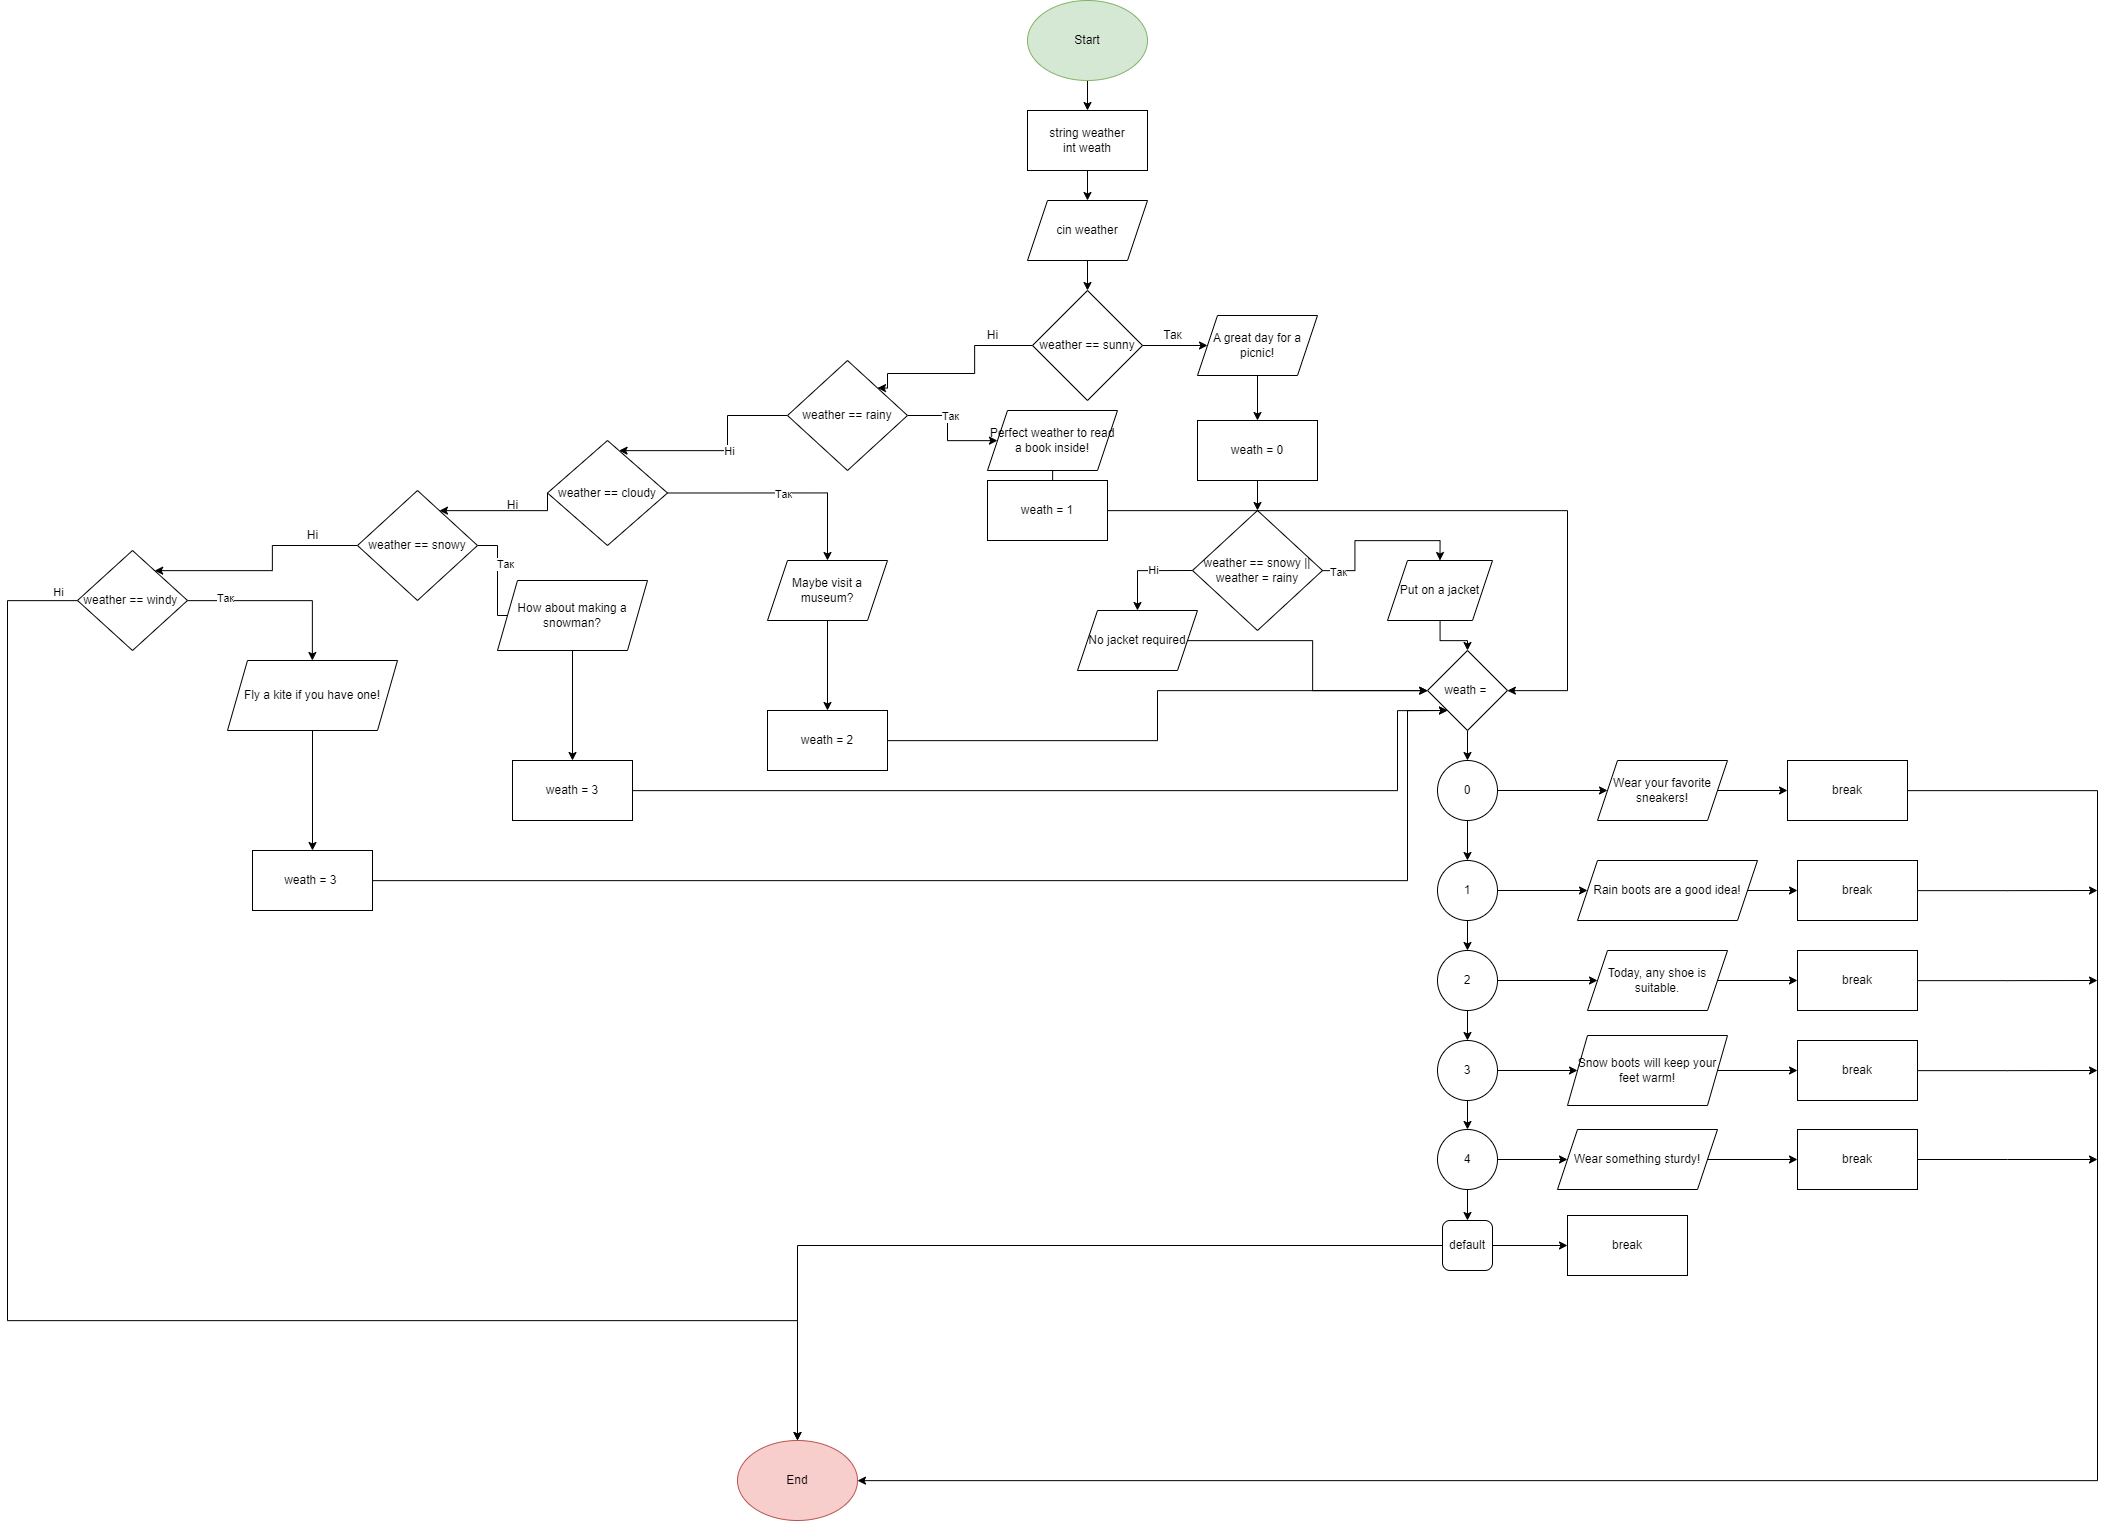 Start
string weather
int weath
cin weather
weather == sunny
Ні
Так
A great day for a
picnic!
weather == rainy
Ні
Так
Perfect weather to read
a book inside!
weath = 0
weather == cloudy
Ні
Так
weath = 1
weather == snowy
Ні
Так
weather == snowy ||
weather = rainy
Ні
Так
Put on a jacket
weather == windy
Ні
Так
How about making a
snowman?
Maybe visit a
museum?
No jacket required
Fly a kite if you have one!
weath =
weath = 2
weath = 3
0
Wear your favorite
sneakers!
break
weath = 3
1
Rain boots are a good idea!
break
2
Today, any shoe is
suitable.
break
3
Snow boots will keep your
feet warm!
break
4
Wear something sturdy!
break
default
break
End